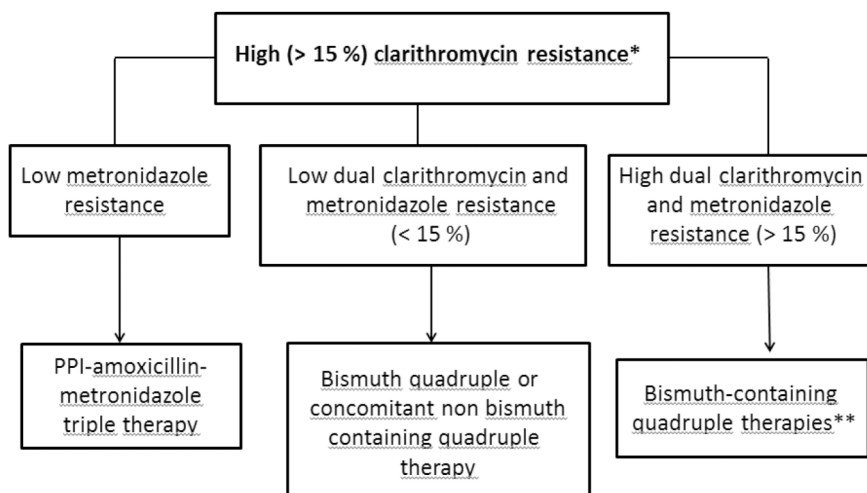 High (> 15 %) clarithromycin resistance*
Low metronidazole
resistance
Low dual clarithromycin and
metronidazole resistance
(< 15 %)
High dual clarithromycin
and metronidazole
resistance (> 15 %)
PPI-amoxicillin-
metronidazole
triple therapy
Bismuth quadruple or
concomitant non bismuth
containing quadruple
therapy
Bismuth-containing
quadruple therapies**